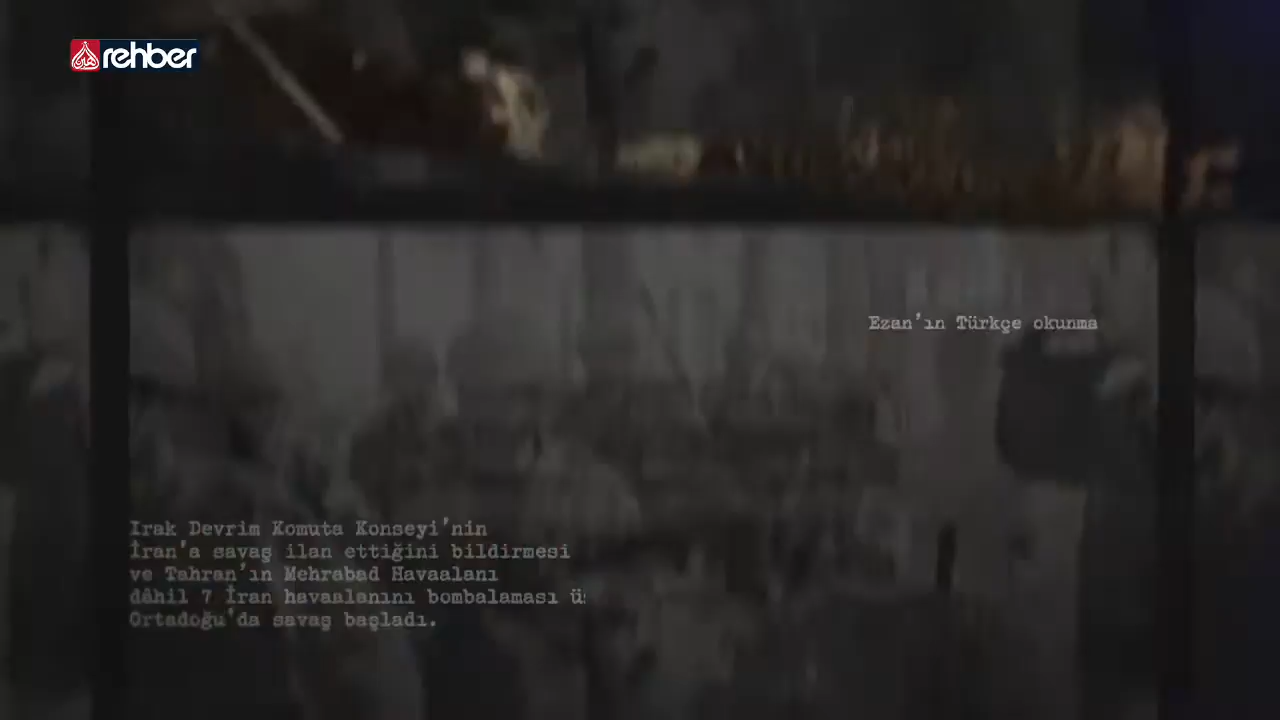 rehber
Ezan'ın Türkçe okunma
Irak Devrim Komuta Konseyi'nin
İran'a savaş ilan ettiğini bildirmesi
ve Tahran'ın Mehrabad Havaalanı
dâhil 7 İran havaalanını bombalaması
Ortadoğu'da savaş başladı.